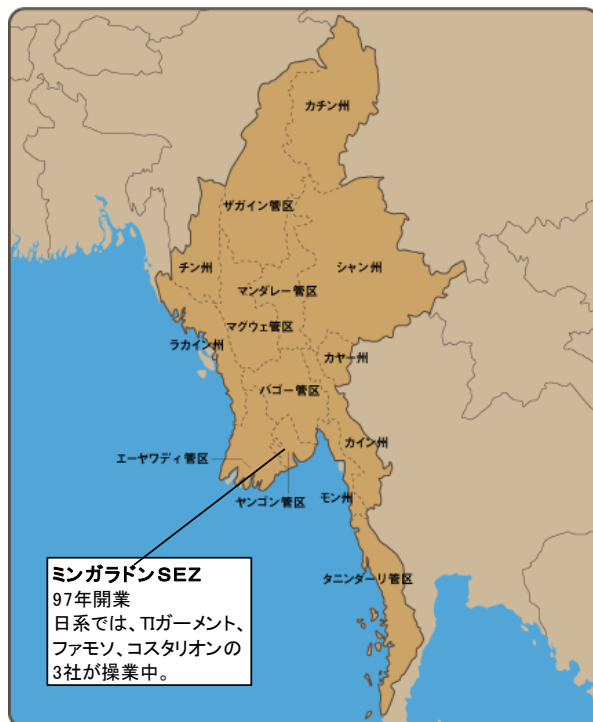 カチン州
ザガイン管区
チン州
シャン州
マンダレー管区
マグウェ管区
ラカイン州
カヤー州
バゴー管区
カイン州
エーヤワディ管区
ヤンゴン管区
モン州
タニンダーリ管区
ミンガラドンSEZ
97年開業
日系では、TIガーメント、
ファモソ、コスタリオンの
3社が操業中。